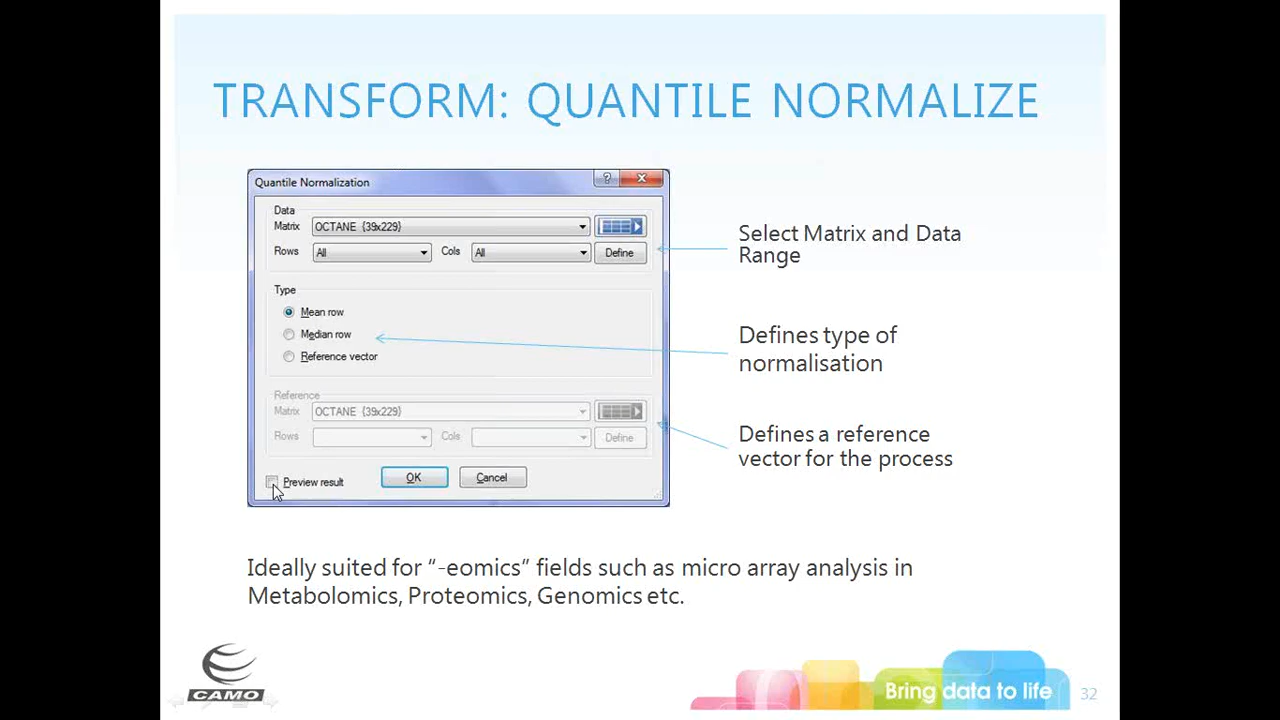 TRANSFORM: QUANTILE NORMALIZE
Quantile Normalization
?
Data
Matrix OCTANE (39x229)
Rows All Cols All Define
Select Matrix and Data
Range
Type
Mean row
Median row
Reference vector
Defines type of
normalisation
Reference
Matrix OCTANE (39x229)
Rows Cols Define
Defines a reference
vector for the process
Preview result OK Cancel
Ideally suited for “-eomics” fields such as micro array analysis in
Metabolomics, Proteomics, Genomics etc.
CAMO
Bring data to life
32